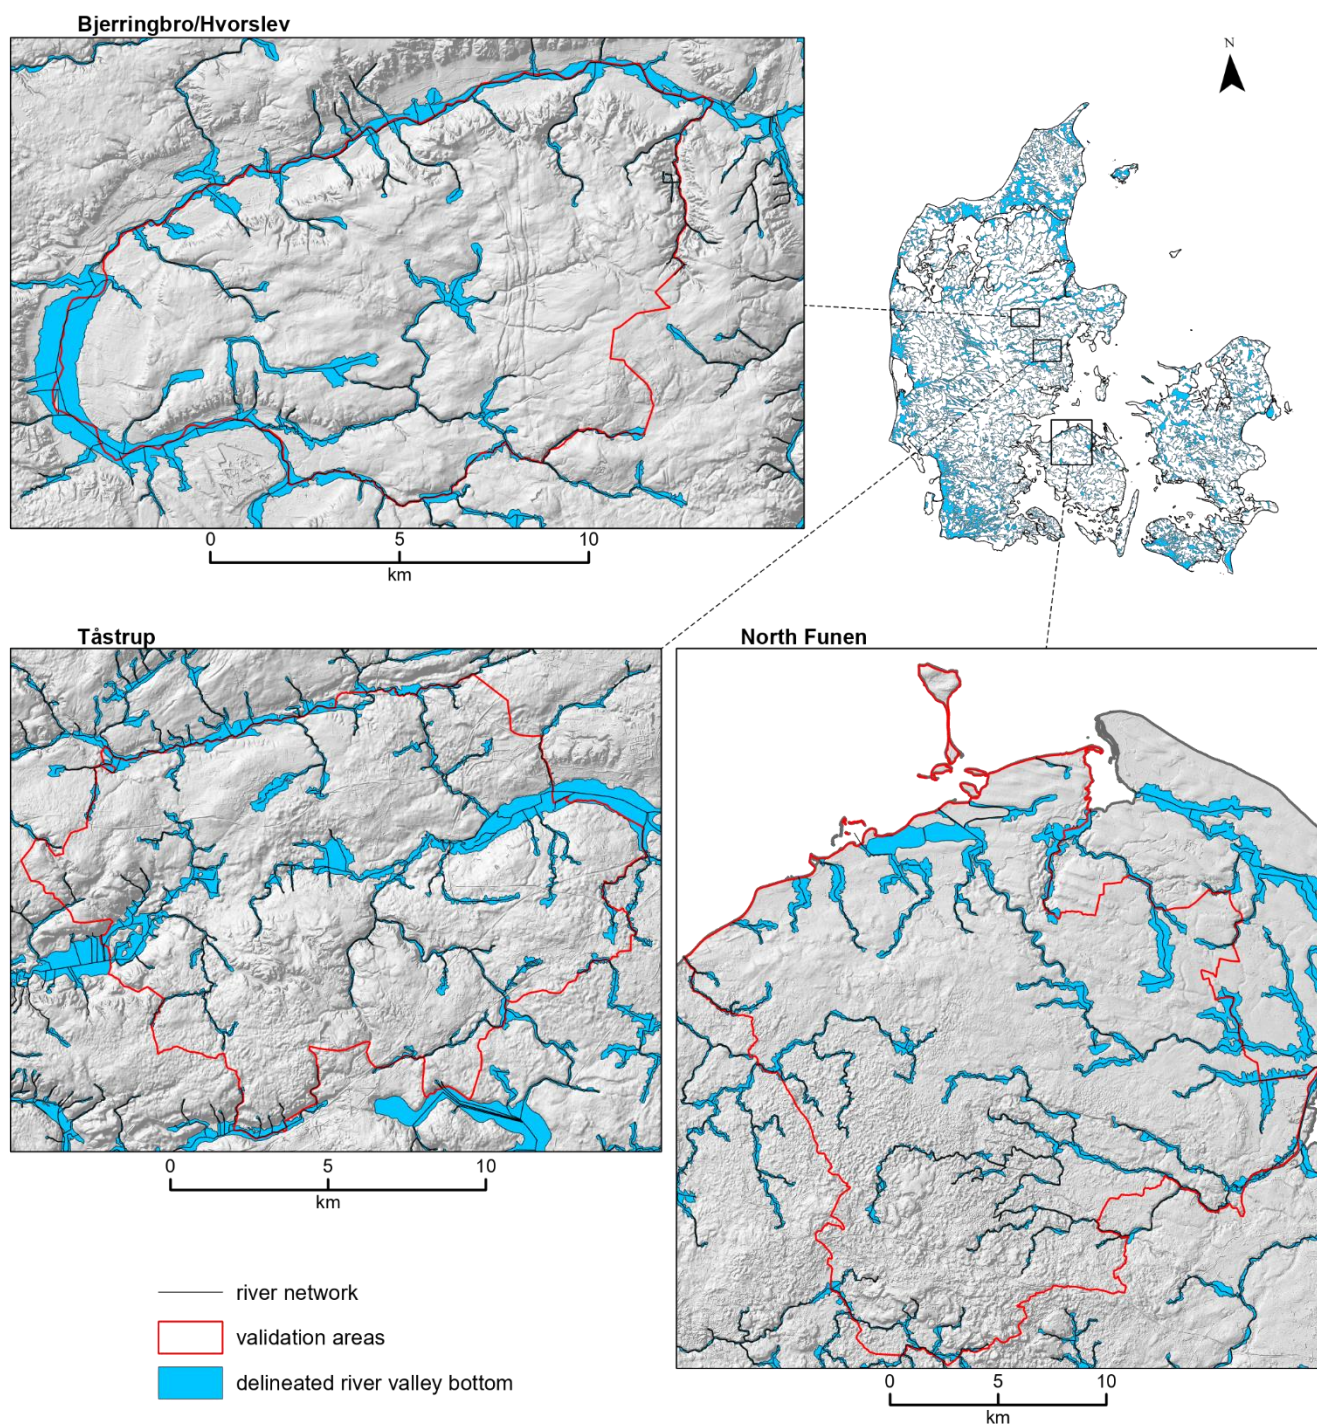 Bjerringbro/Hvorslev
N
0 5 10
km
Tåstrup
North Funen
0 5 10
km
river network
validation areas
delineated river valley bottom
0 5 10
km